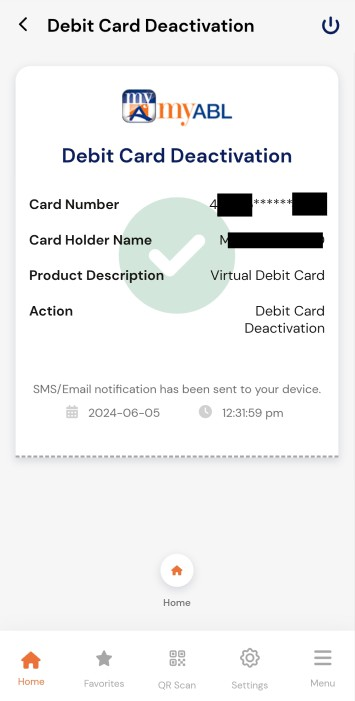 Debit Card Deactivation
my
myABL
Debit Card Deactivation
Card Number 4 ******
Card Holder Name M
Product Description Virtual Debit Card
Action Debit Card
Deactivation
SMS/Email notification has been sent to your device.
2024-06-05 12:31:59 pm
Home
Home Favorites QR Scan Settings Menu